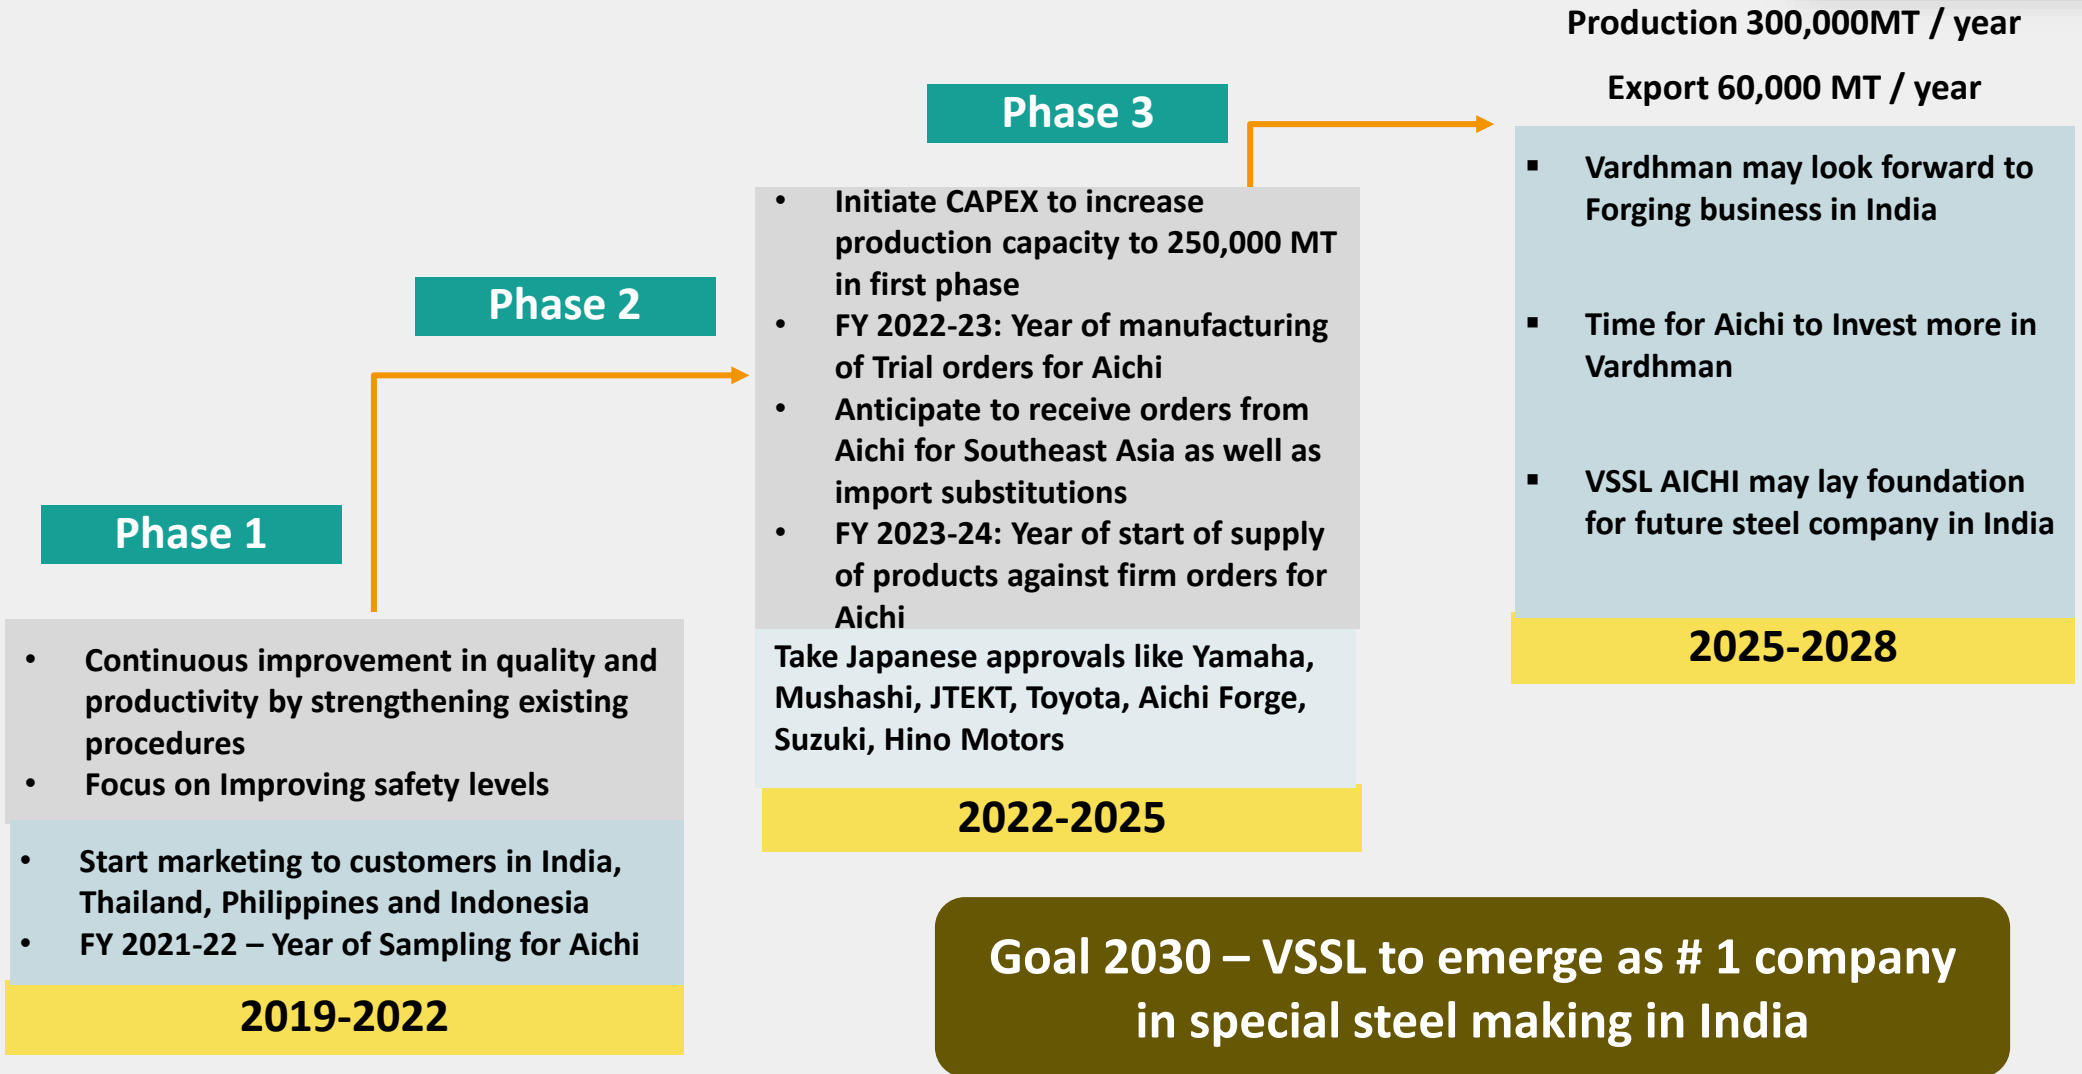 Phase 1
• Continuous improvement in quality and
productivity by strengthening existing
procedures
• Focus on Improving safety levels
• Start marketing to customers in India,
Thailand, Philippines and Indonesia
• FY 2021-22 – Year of Sampling for Aichi
2019-2022
Phase 2
• Initiate CAPEX to increase
production capacity to 250,000 MT
in first phase
• FY 2022-23: Year of manufacturing
of Trial orders for Aichi
• Anticipate to receive orders from
Aichi for Southeast Asia as well as
import substitutions
• FY 2023-24: Year of start of supply
of products against firm orders for
Aichi
Take Japanese approvals like Yamaha,
Mushashi, JTEKT, Toyota, Aichi Forge,
Suzuki, Hino Motors
2022-2025
Phase 3
Production 300,000MT / year
Export 60,000 MT / year
▪ Vardhman may look forward to
Forging business in India
▪ Time for Aichi to Invest more in
Vardhman
▪ VSSL AICHI may lay foundation
for future steel company in India
2025-2028
Goal 2030 – VSSL to emerge as # 1 company
in special steel making in India